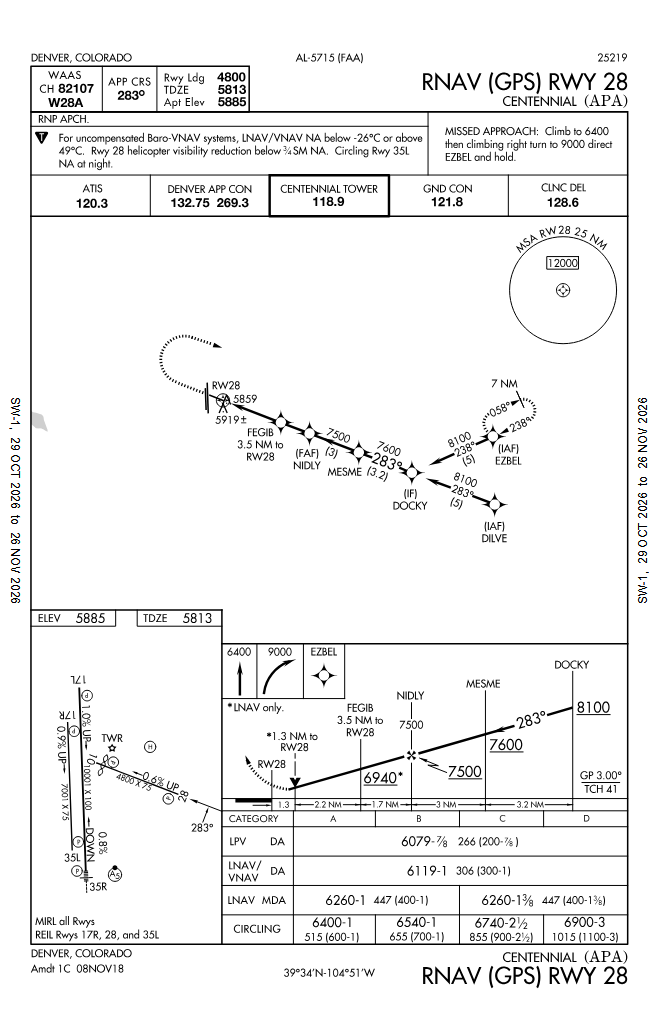 DENVER, COLORADO
AL-5715 (FAA)
25219
WAAS
CH 82107
W28A
APP CRS
283°
Rwy Ldg 4800
TDZE 5813
Apt Elev 5885
RNAV (GPS) RWY 28
CENTENNIAL (APA)
RNP APCH.
T
For uncompensated Baro-VNAV systems, LNAV/VNAV NA below -26°C or above
49°C. Rwy 28 helicopter visibility reduction below ¾ SM NA. Circling Rwy 35L
NA at night.
MISSED APPROACH: Climb to 6400
then climbing right turn to 9000 direct
EZBEL and hold.
ATIS
120.3
DENVER APP CON
132.75 269.3
CENTENNIAL TOWER
118.9
GND CON
121.8
CLNC DEL
128.6
MSA RW28 25 NM
12000
RW28
5859
5919±
FEGIB
3.5 NM to
RW28
(FAF)
NIDLY
7500
(3)
MESME
7600
283°
(3.2)
(IF)
DOCKY
7 NM
058°
238°
8100
238°
(5)
(IAF)
EZBEL
8100
283°
(5)
(IAF)
DILVE
SW-1, 29 OCT 2026 to 26 NOV 2026
SW-1, 29 OCT 2026 to 26 NOV 2026
ELEV 5885
TDZE 5813
17L
P
17R
P
1.0% UP
0.9% UP
TWR
H
P
10
0.6% UP
4800 X 75
P
28
283°
10001 X 100
7001 X 75
DOWN
0.8%
P
35L
P
35R
A5
MIRL all Rwys
REIL Rwys 17R, 28, and 35L
6400
9000
EZBEL
*LNAV only.
*1.3 NM to
RW28
RW28
FEGIB
3.5 NM to
RW28
NIDLY
7500
MESME
DOCKY
8100
283°
7600
7500
6940*
GP 3.00°
TCH 41
1.3
2.2 NM
1.7 NM
3 NM
3.2 NM
CATEGORY A B C D
LPV DA 6079-⅞ 266 (200-⅞)
LNAV/
VNAV DA 6119-1 306 (300-1)
LNAV MDA 6260-1 447 (400-1) 6260-1⅜ 447 (400-1⅜)
CIRCLING
6400-1
515 (600-1)
6540-1
655 (700-1)
6740-2½
855 (900-2½)
6900-3
1015 (1100-3)
DENVER, COLORADO
Amdt 1C 08NOV18
39°34'N-104°51'W
CENTENNIAL (APA)
RNAV (GPS) RWY 28